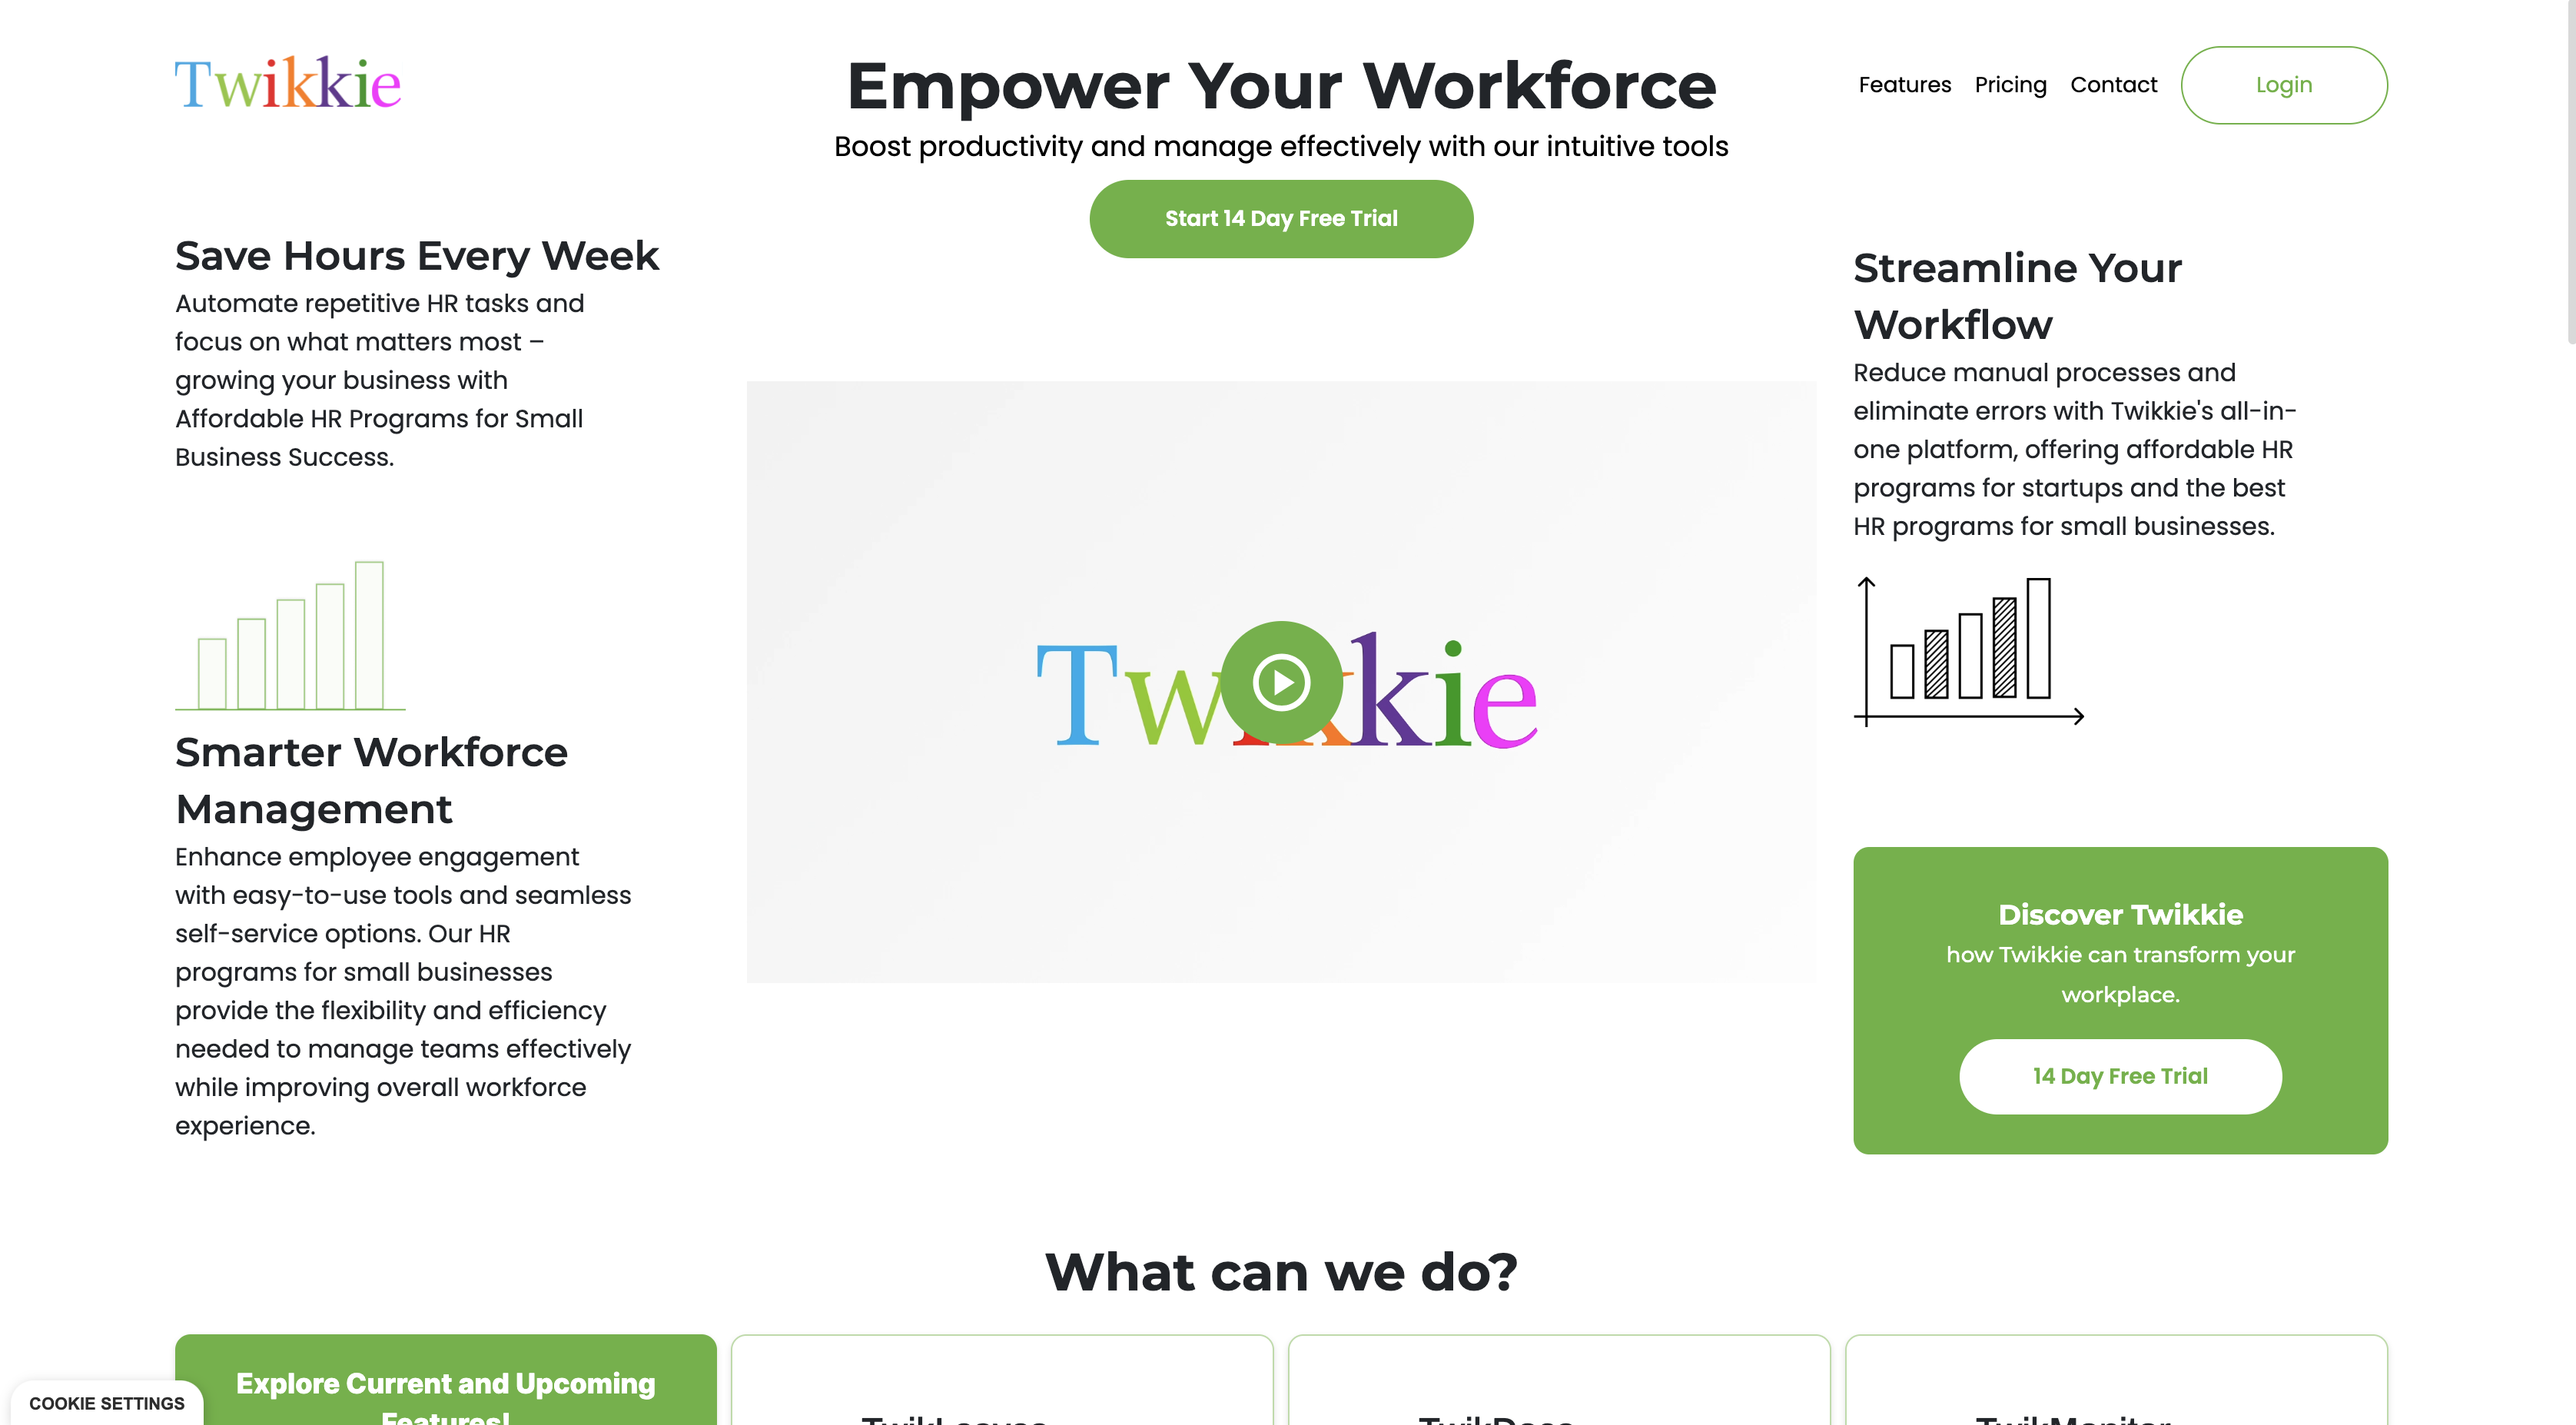 Twikkie
Empower Your Workforce
Boost productivity and manage effectively with our intuitive tools
Start 14 Day Free Trial
Features
Pricing
Contact
Login
Save Hours Every Week
Automate repetitive HR tasks and
focus on what matters most –
growing your business with
Affordable HR Programs for Small
Business Success.
Smarter Workforce
Management
Enhance employee engagement
with easy-to-use tools and seamless
self-service options. Our HR
programs for small businesses
provide the flexibility and efficiency
needed to manage teams effectively
while improving overall workforce
experience.
Streamline Your
Workflow
Reduce manual processes and
eliminate errors with Twikkie's all-in-
one platform, offering affordable HR
programs for startups and the best
HR programs for small businesses.
Discover Twikkie
how Twikkie can transform your
workplace.
14 Day Free Trial
What can we do?
Explore Current and Upcoming
Features!
TwikLeaves
TwikDocs
TwikMonitor
COOKIE SETTINGS